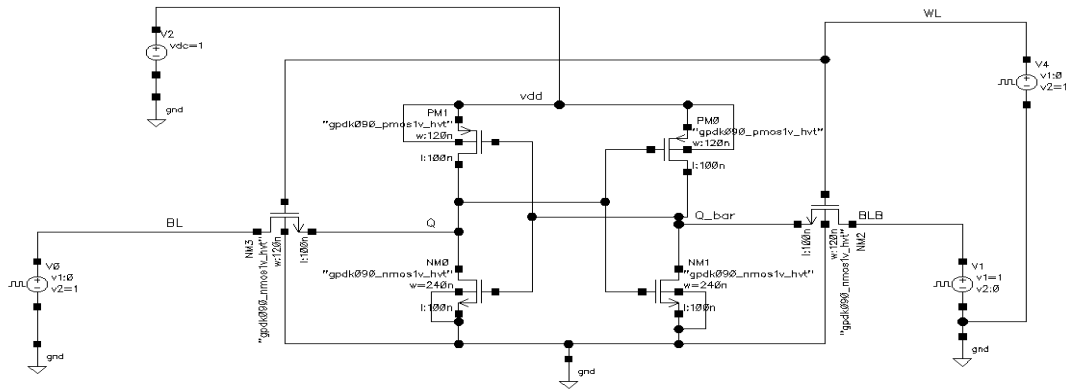 WL
V2
vdc=1
gnd
V4
v1:0
v2=1
vdd
PM1
"gpdk090_pmos1v_hvt"
w:120n
l:100n
PM0
"gpdk090_pmos1v_hvt"
w:120n
l:100n
BL
NM3
"gpdk090_nmos1v_hvt"
w:120n
l:100n
Q
Q_bar
BLB
NM2
"gpdk090_nmos1v_hvt"
w:120n
l:100n
V0
v1:0
v2=1
gnd
NM0
"gpdk090_nmos1v_hvt"
w=240n
l:100n
NM1
"gpdk090_nmos1v_hvt"
w=240n
l:100n
V1
v1=1
v2:0
gnd
gnd